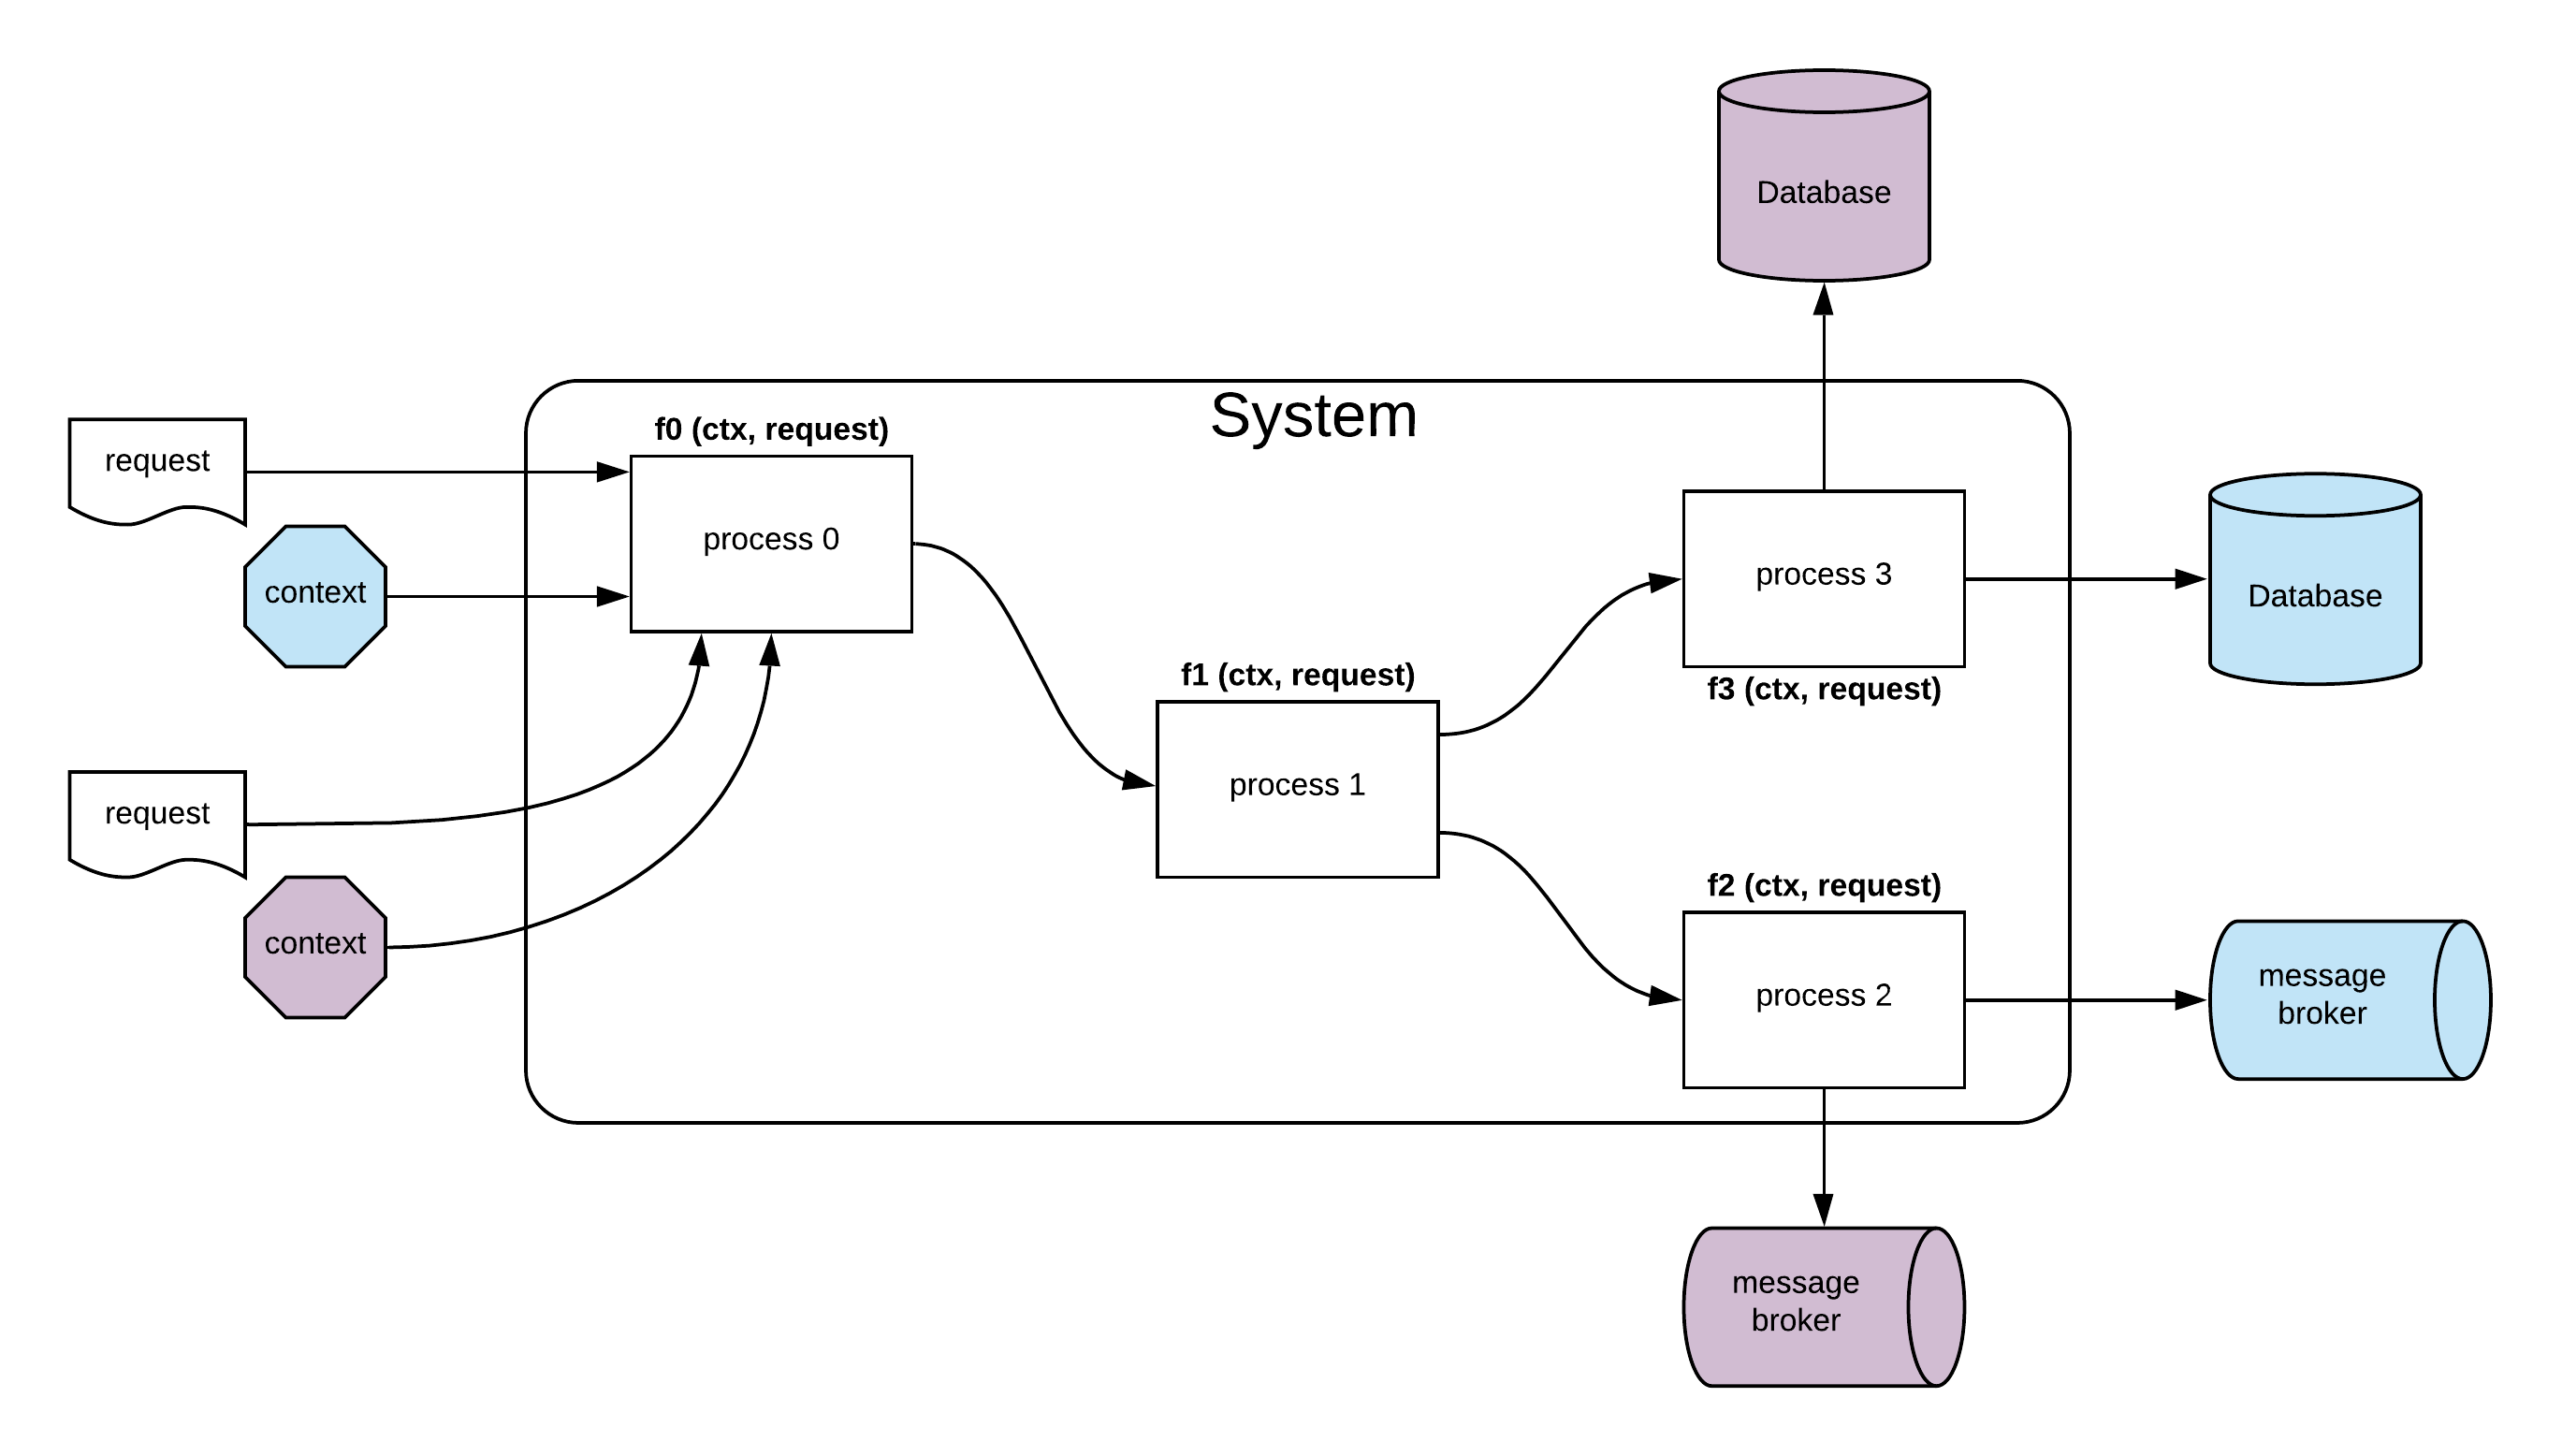 Database
System
f0 (ctx, request)
request
process 0
context
process 3
Database
f1 (ctx, request)
f3 (ctx, request)
process 1
request
f2 (ctx, request)
context
process 2
message
broker
message
broker